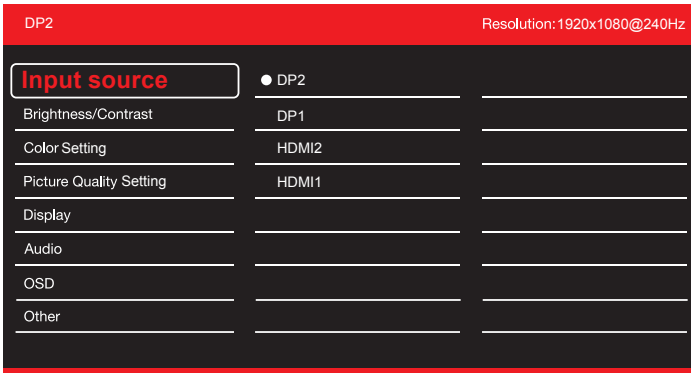 DP2 Resolution:1920x1080@240Hz
Input source DP2
Brightness/Contrast DP1
Color Setting HDMI2
Picture Quality Setting HDMI1
Display
Audio
OSD
Other